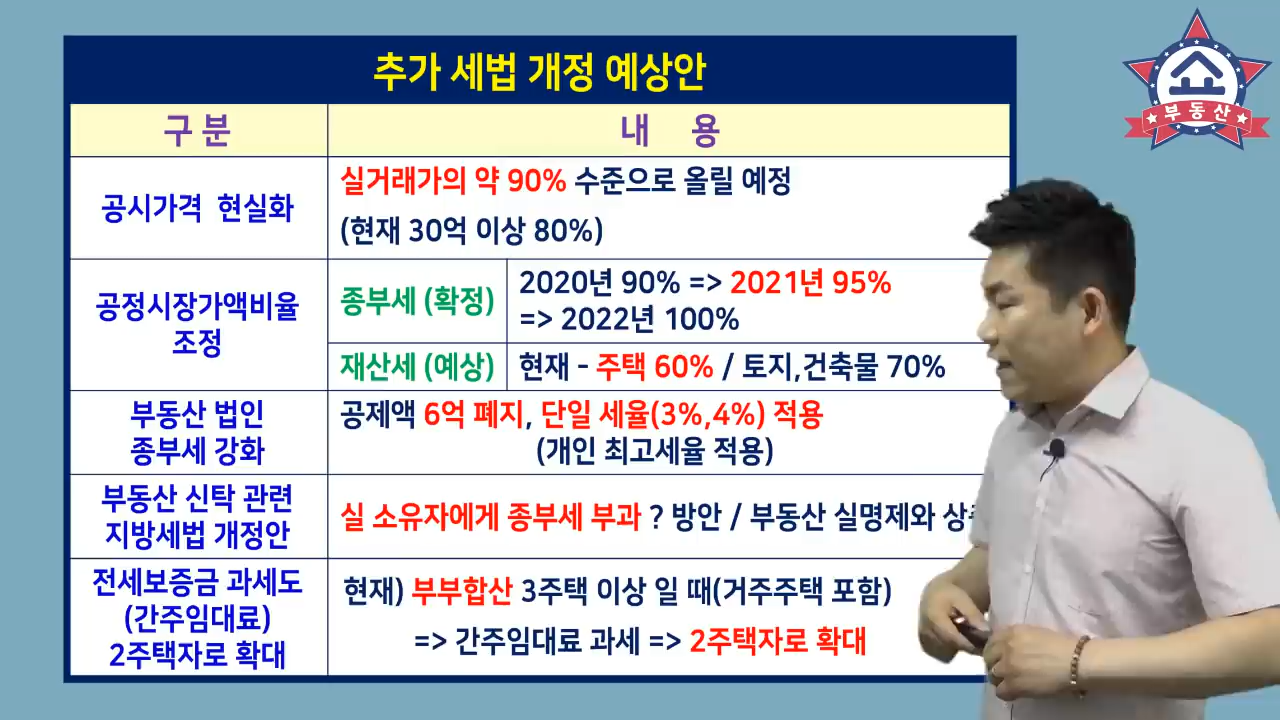 추가 세법 개정 예상안
부동산
구 분
내 용
공시가격 현실화
실거래가의 약 90% 수준으로 올릴 예정
(현재 30억 이상 80%)
공정시장가액비율
조정
종부세 (확정)
2020년 90% => 2021년 95%
=> 2022년 100%
재산세 (예상)
현재 - 주택 60% / 토지,건축물 70%
부동산 법인
종부세 강화
공제액 6억 폐지, 단일 세율(3%,4%) 적용
(개인 최고세율 적용)
부동산 신탁 관련
지방세법 개정안
실 소유자에게 종부세 부과 ? 방안 / 부동산 실명제와
전세보증금 과세도
(간주임대료)
2주택자로 확대
현재) 부부합산 3주택 이상 일 때(거주주택 포함)
=> 간주임대료 과세 => 2주택자로 확대